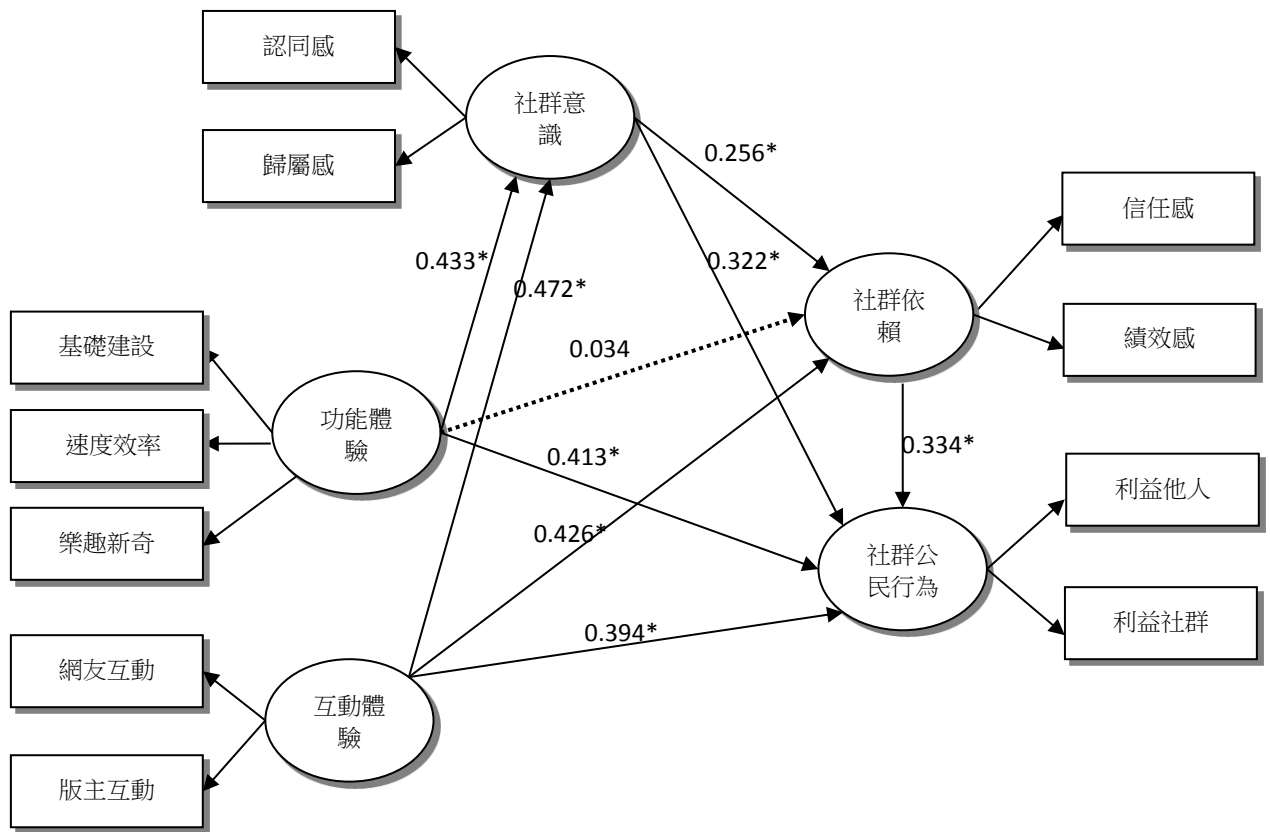 認同感
社群意
識
歸屬感
0.256*
信任感
0.433*
0.322*
0.472*
社群依
賴
基礎建設
0.034
績效感
功能體
驗
速度效率
0.413*
0.334*
利益他人
樂趣新奇
0.426*
社群公
民行為
0.394*
利益社群
網友互動
互動體
驗
版主互動